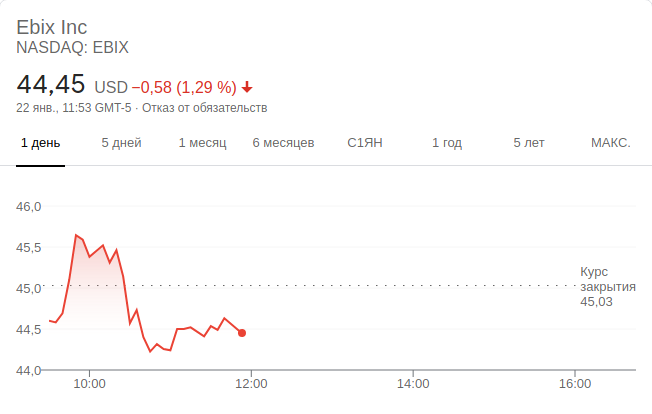 Ebix Inc
NASDAQ: EBIX
44,45 USD −0,58 (1,29 %)
22 янв., 11:53 GMT-5 · Отказ от обязательств
1 день 5 дней 1 месяц 6 месяцев С1ЯН 1 год 5 лет МАКС.
46,0
45,5
45,0
44,5
44,0
Курс
закрытия
45,03
10:00 12:00 14:00 16:00